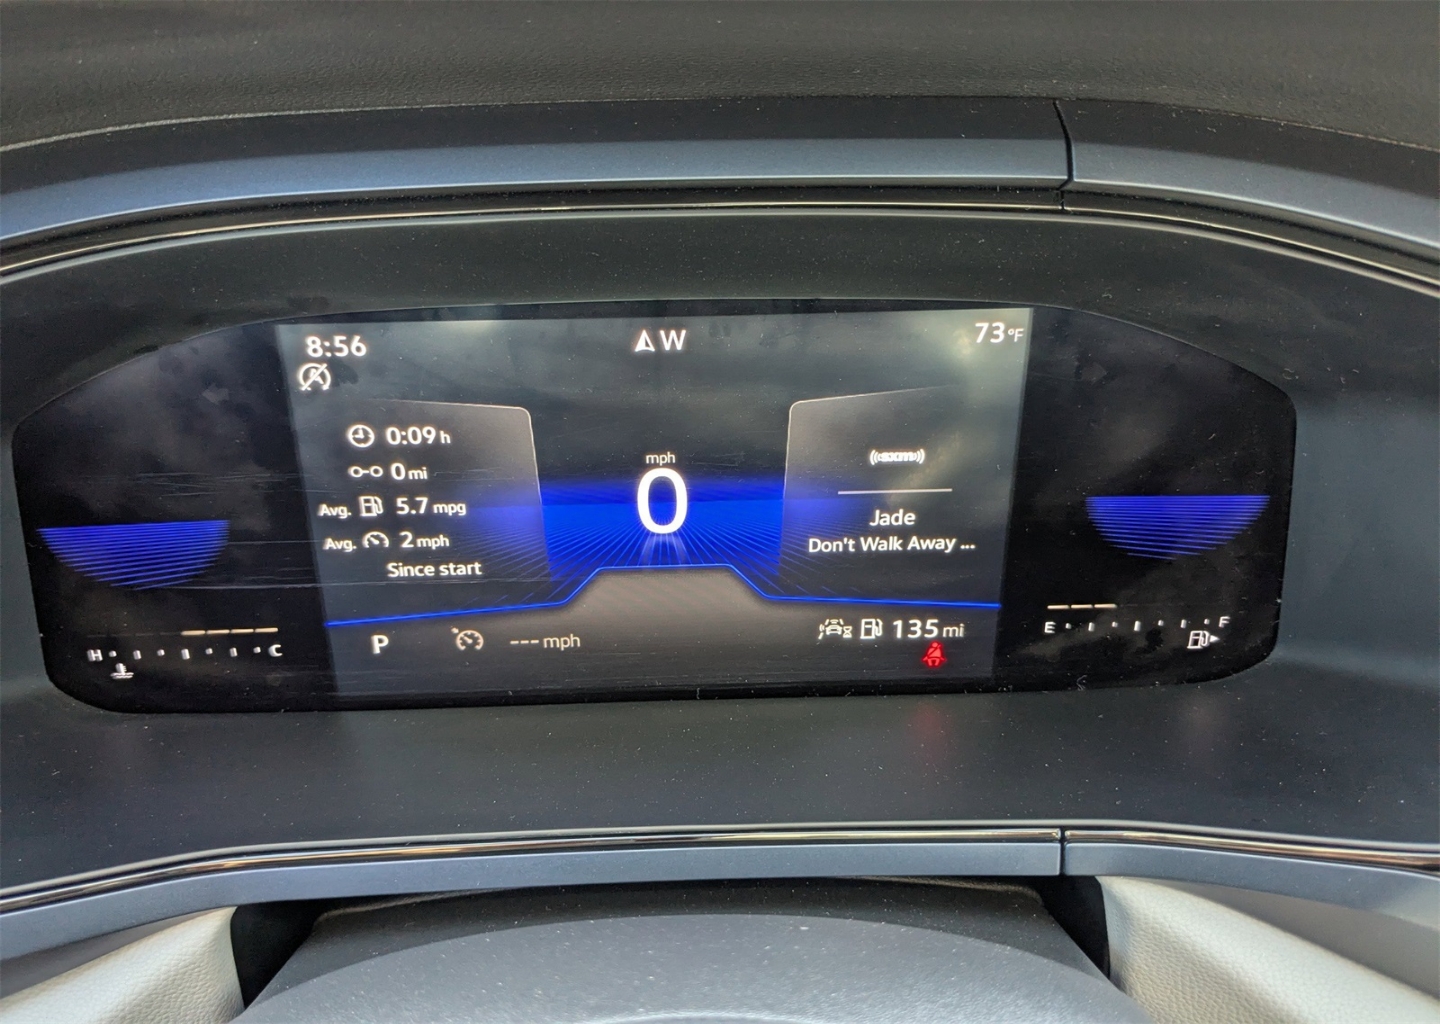 8:56
W
73°F
0:09 h
0 mi
Avg. 5.7 mpg
Avg. 2 mph
Since start
mph
0
((sxm))
Jade
Don't Walk Away ...
P
--- mph
135 mi
H C
E F